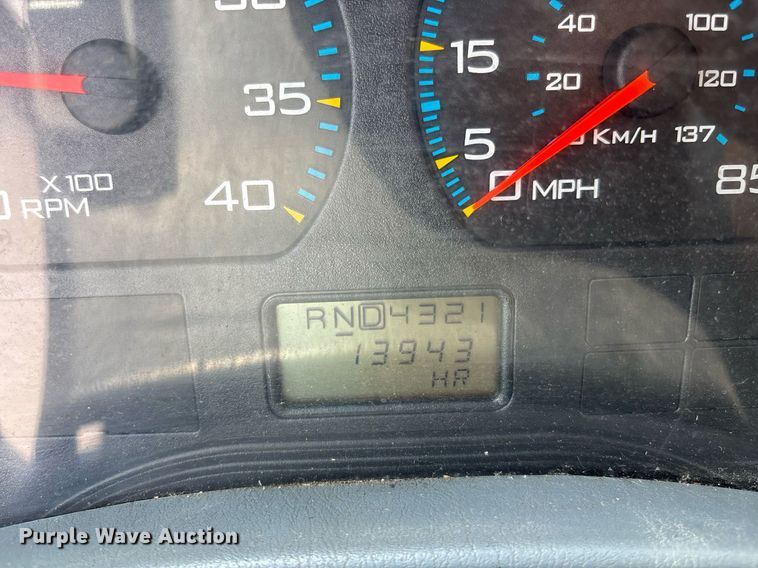 35
40
X 100
RPM
15
5
0 MPH
40
20
100
120
KM/H 137
85
RND4321
13943
HR
Purple Wave Auction